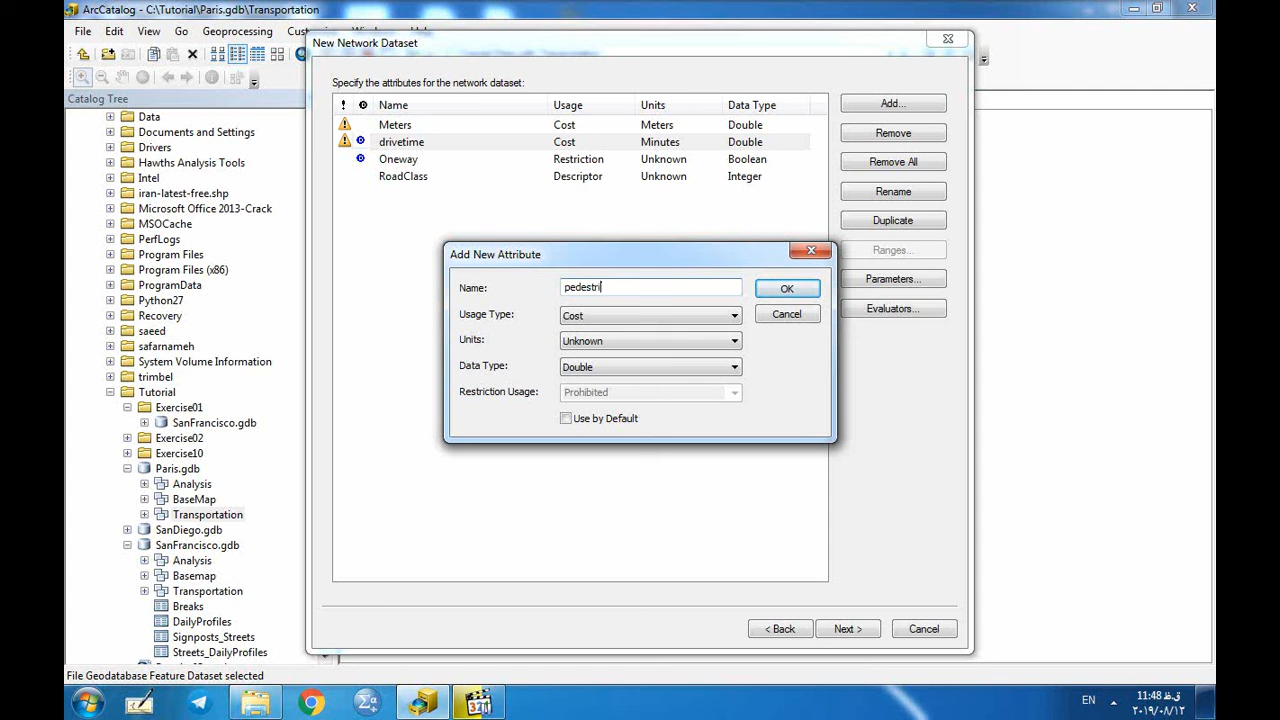 ArcCatalog - C:\Tutorial\Paris.gdb\Transportation
File Edit View Go Geoprocessing
Catalog Tree
Data
Documents and Settings
Drivers
Hawths Analysis Tools
Intel
iran-latest-free.shp
Microsoft Office 2013-Crack
MSOCache
PerfLogs
Program Files
Program Files (x86)
ProgramData
Python27
Recovery
saeed
safarnameh
System Volume Information
trimbel
Tutorial
Exercise01
SanFrancisco.gdb
Exercise02
Exercise10
Paris.gdb
Analysis
BaseMap
Transportation
SanDiego.gdb
SanFrancisco.gdb
Analysis
Basemap
Transportation
Breaks
DailyProfiles
Signposts_Streets
Streets_DailyProfiles
New Network Dataset
Specify the attributes for the network dataset:
! Name Usage Units Data Type
Meters Cost Meters Double
drivetime Cost Minutes Double
Oneway Restriction Unknown Boolean
RoadClass Descriptor Unknown Integer
Add...
Remove
Remove All
Rename
Duplicate
Ranges...
Parameters...
Evaluators...
Add New Attribute
Name: pedestri
Usage Type: Cost
Units: Unknown
Data Type: Double
Restriction Usage: Prohibited
Use by Default
OK
Cancel
< Back Next > Cancel
File Geodatabase Feature Dataset selected
321
EN
11:48 ق.ظ
۲۰۱۹/۰۸/۱۲